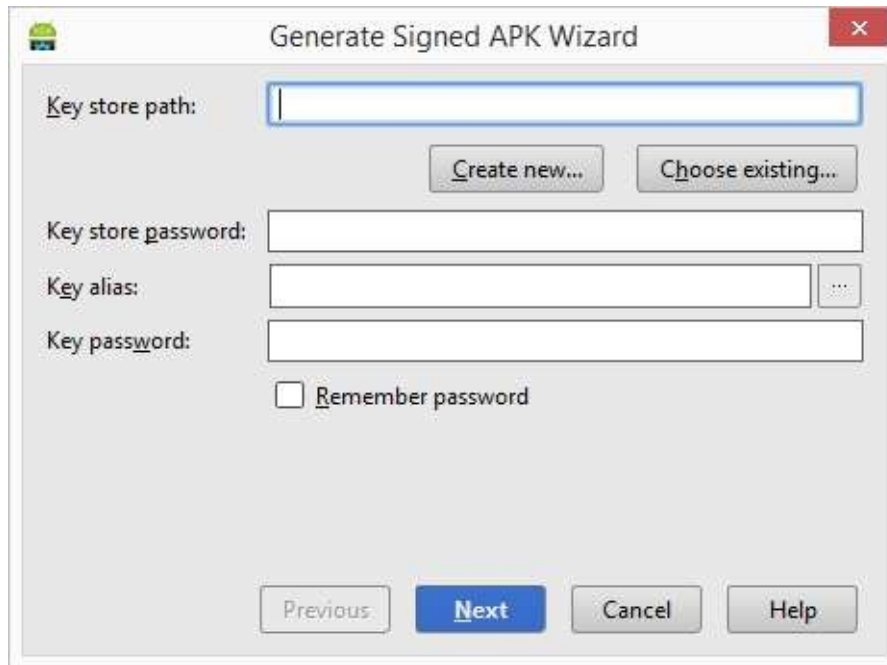 Generate Signed APK Wizard
Key store path:
Create new... Choose existing...
Key store password:
Key alias: ...
Key password:
Remember password
Previous Next Cancel Help